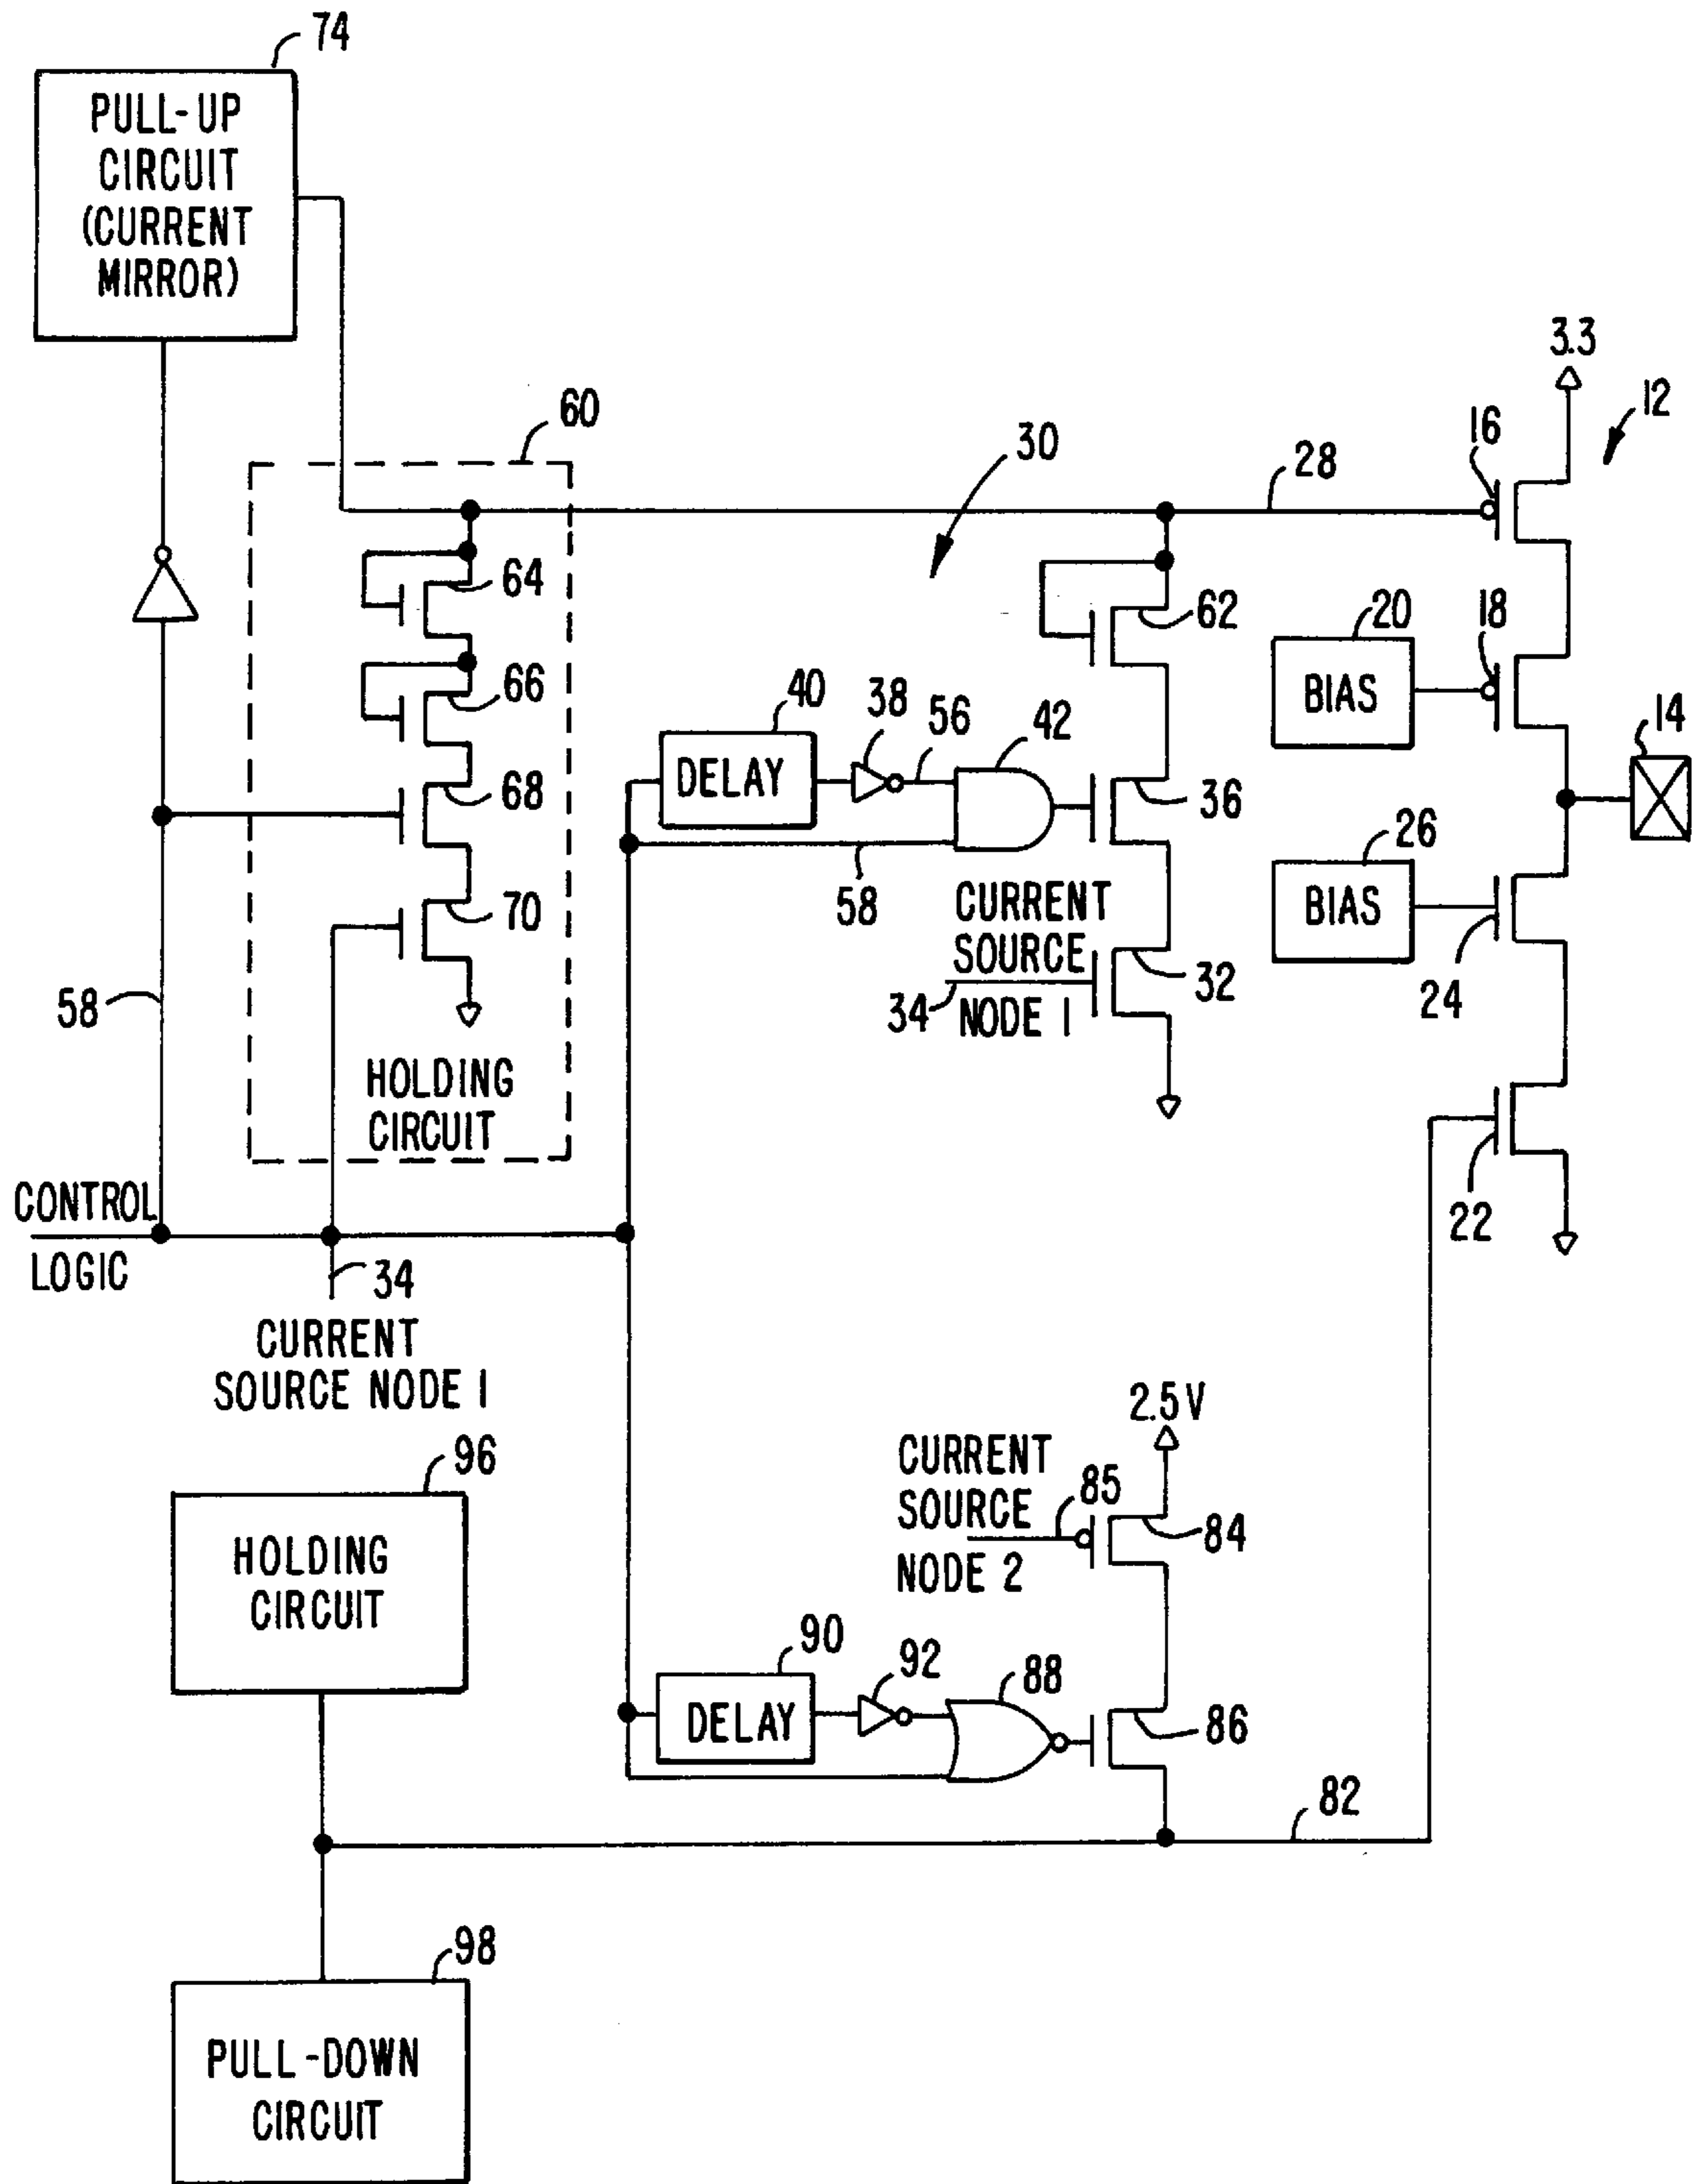 74
PULL-UP
CIRCUIT
(CURRENT
MIRROR)
3.3
12
16
60
30
28
64
62
20
18
BIAS
66
40
38
56
42
14
DELAY
68
36
26
BIAS
58
70
CURRENT
SOURCE
NODE 1
34
32
24
58
HOLDING
CIRCUIT
22
CONTROL
LOGIC
34
CURRENT
SOURCE NODE 1
2.5V
96
CURRENT
SOURCE
NODE 2
85
84
HOLDING
CIRCUIT
90
92
88
DELAY
86
82
98
PULL-DOWN
CIRCUIT